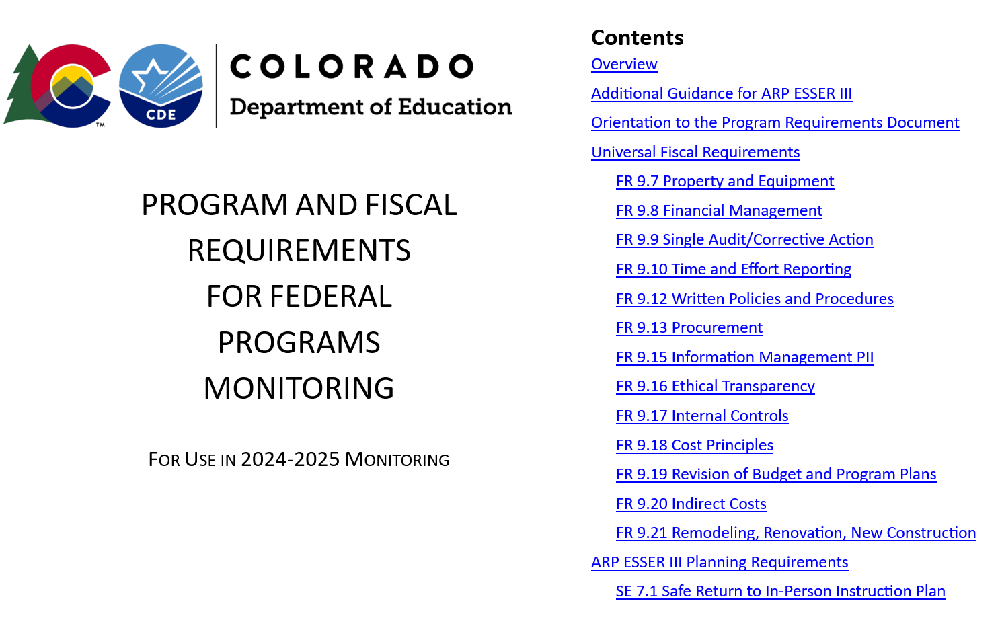 COLORADO
Department of Education
CDE
TM
PROGRAM AND FISCAL
REQUIREMENTS
FOR FEDERAL
PROGRAMS
MONITORING
FOR USE IN 2024-2025 MONITORING
Contents
Overview
Additional Guidance for ARP ESSER III
Orientation to the Program Requirements Document
Universal Fiscal Requirements
FR 9.7 Property and Equipment
FR 9.8 Financial Management
FR 9.9 Single Audit/Corrective Action
FR 9.10 Time and Effort Reporting
FR 9.12 Written Policies and Procedures
FR 9.13 Procurement
FR 9.15 Information Management PII
FR 9.16 Ethical Transparency
FR 9.17 Internal Controls
FR 9.18 Cost Principles
FR 9.19 Revision of Budget and Program Plans
FR 9.20 Indirect Costs
FR 9.21 Remodeling, Renovation, New Construction
ARP ESSER III Planning Requirements
SE 7.1 Safe Return to In-Person Instruction Plan